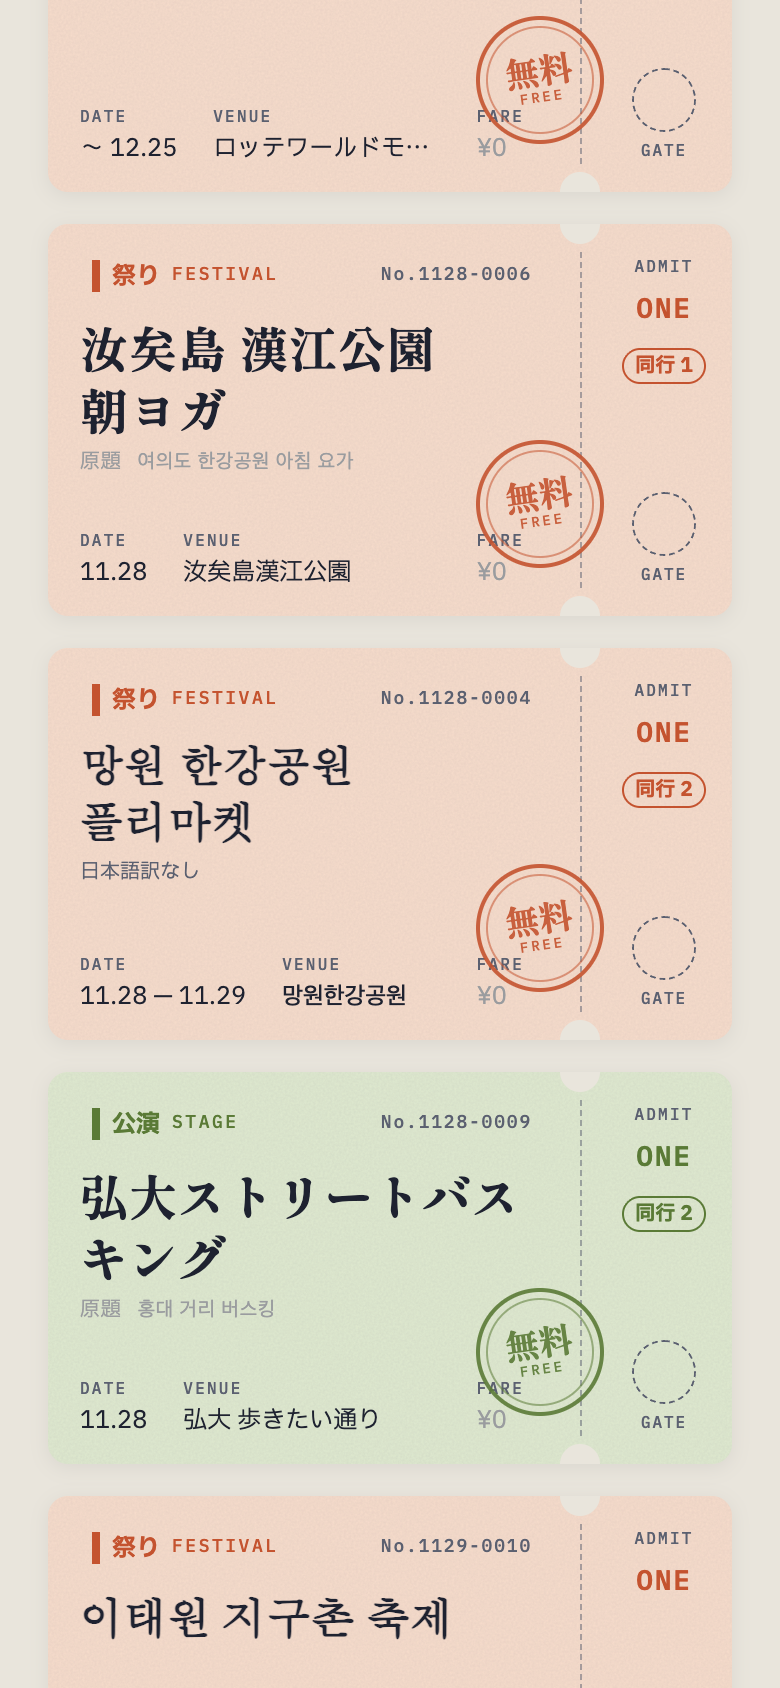 無料
FREE
DATE
VENUE
FARE
～ 12.25
ロッテワールドモ…
¥0
GATE
祭り FESTIVAL
No.1128-0006
ADMIT
ONE
同行 1
汝矣島 漢江公園
朝ヨガ
原題 여의도 한강공원 아침 요가
無料
FREE
DATE
VENUE
FARE
11.28
汝矣島漢江公園
¥0
GATE
祭り FESTIVAL
No.1128-0004
ADMIT
ONE
同行 2
망원 한강공원
플리마켓
日本語訳なし
無料
FREE
DATE
VENUE
FARE
11.28 — 11.29
망원한강공원
¥0
GATE
公演 STAGE
No.1128-0009
ADMIT
ONE
同行 2
弘大ストリートバス
キング
原題 홍대 거리 버스킹
無料
FREE
DATE
VENUE
FARE
11.28
弘大 歩きたい通り
¥0
GATE
祭り FESTIVAL
No.1129-0010
ADMIT
ONE
이태원 지구촌 축제